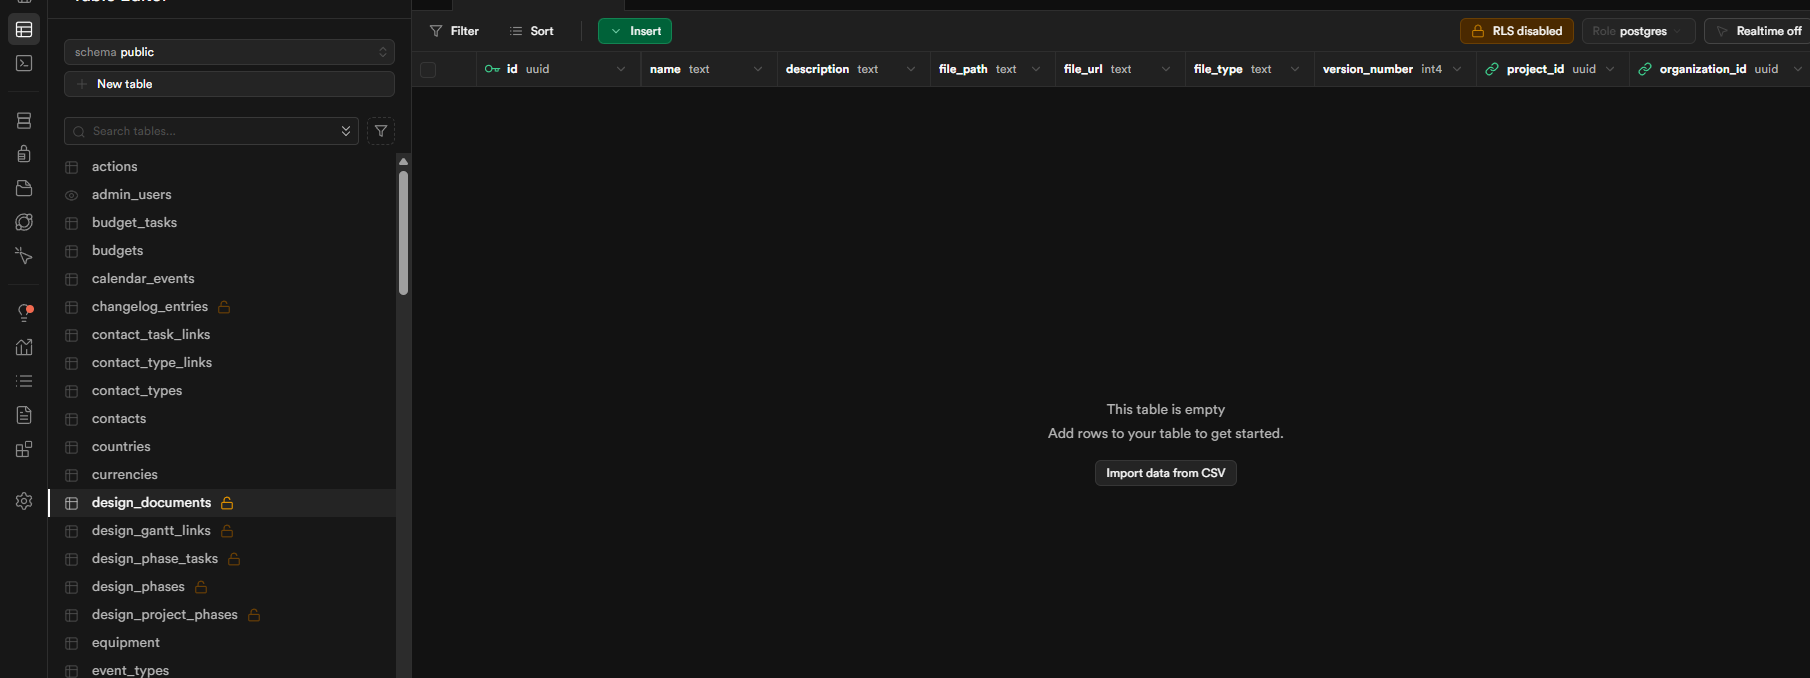 Table Editor
schema public
New table
Search tables...
actions
admin_users
budget_tasks
budgets
calendar_events
changelog_entries
contact_task_links
contact_type_links
contact_types
contacts
countries
currencies
design_documents
design_gantt_links
design_phase_tasks
design_phases
design_project_phases
equipment
event_types
Filter Sort Insert RLS disabled Role postgres Realtime off
id uuid name text description text file_path text file_url text file_type text version_number int4 project_id uuid organization_id uuid
This table is empty
Add rows to your table to get started.
Import data from CSV